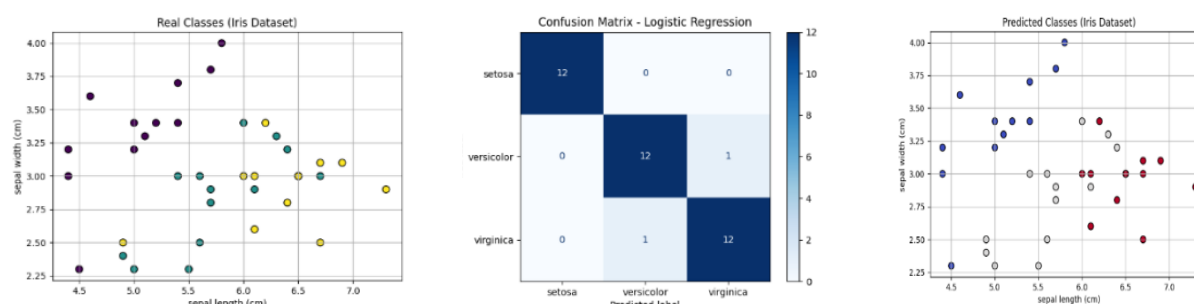 Real Classes (Iris Dataset)
4.00
3.75
3.50
3.25
3.00
2.75
2.50
2.25
sepal width (cm)
4.5 5.0 5.5 6.0 6.5 7.0
sepal length (cm)
Confusion Matrix - Logistic Regression
setosa
versicolor
virginica
12 0 0
0 12 1
0 1 12
setosa versicolor virginica
Predicted label
12
10
8
6
4
2
0
Predicted Classes (Iris Dataset)
4.00
3.75
3.50
3.25
3.00
2.75
2.50
2.25
sepal width (cm)
4.5 5.0 5.5 6.0 6.5 7.0
sepal length (cm)